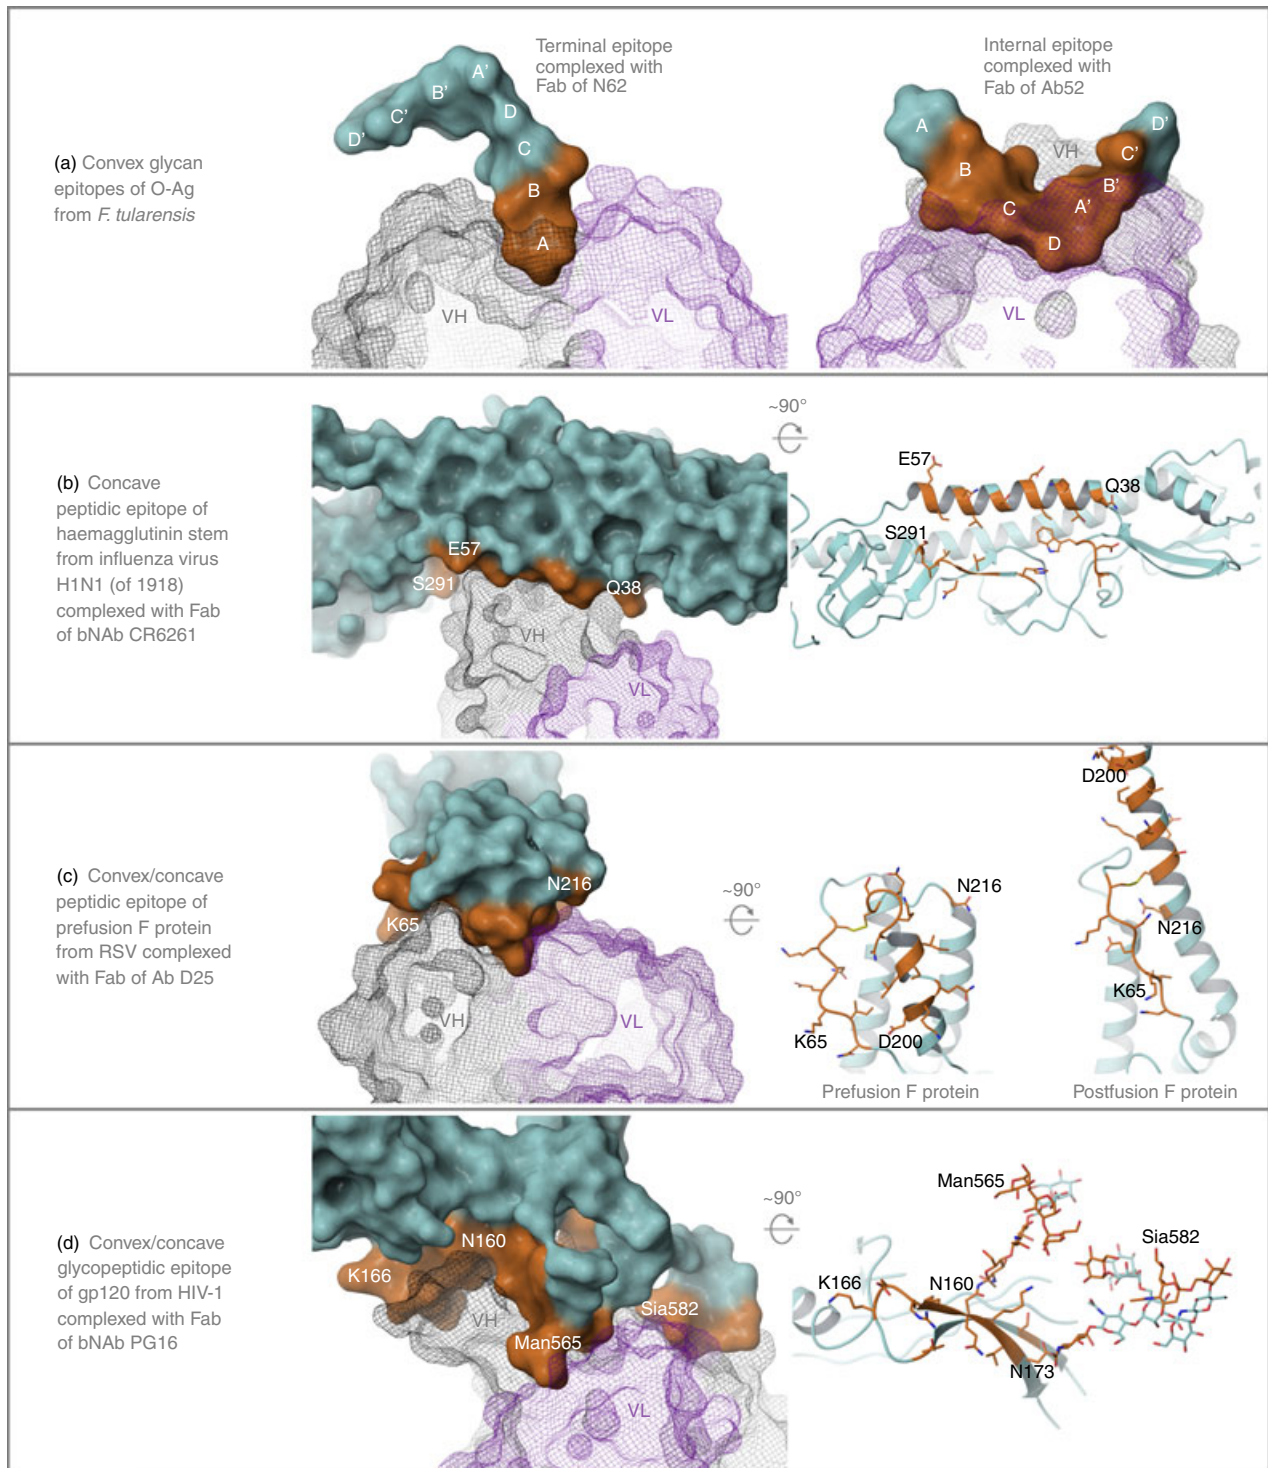 (a) Convex glycan
epitopes of O-Ag
from F. tularensis
Terminal epitope
complexed with
Fab of N62
A'
B'
C'
D'
D
C
B
A
VH
VL
Internal epitope
complexed with
Fab of Ab52
A
B
C
D
A'
B'
C'
D'
VH
VL
(b) Concave
peptidic epitope of
haemagglutinin stem
from influenza virus
H1N1 (of 1918)
complexed with Fab
of bNAb CR6261
E57
S291
Q38
VH
VL
~90°
E57
Q38
S291
(c) Convex/concave
peptidic epitope of
prefusion F protein
from RSV complexed
with Fab of Ab D25
N216
K65
VH
VL
~90°
N216
K65
D200
Prefusion F protein
D200
N216
K65
Postfusion F protein
(d) Convex/concave
glycopeptidic epitope
of gp120 from HIV-1
complexed with Fab
of bNAb PG16
N160
K166
VH
Man565
Sia582
VL
~90°
Man565
Sia582
K166
N160
N173